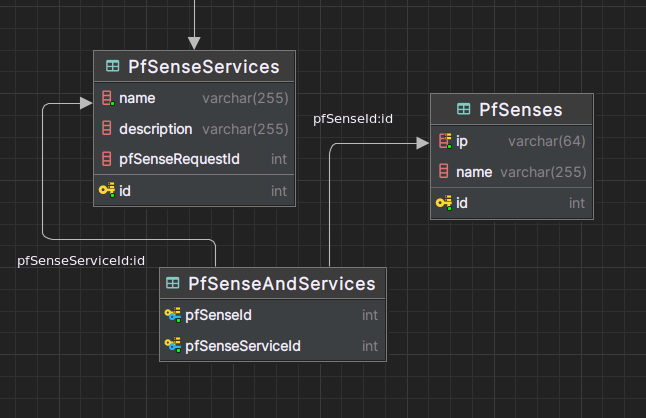 PfSenseServices
name varchar(255)
description varchar(255)
pfSenseRequestId int
id int
pfSenseId:id
PfSenses
ip varchar(64)
name varchar(255)
id int
pfSenseServiceId:id
PfSenseAndServices
pfSenseId int
pfSenseServiceId int